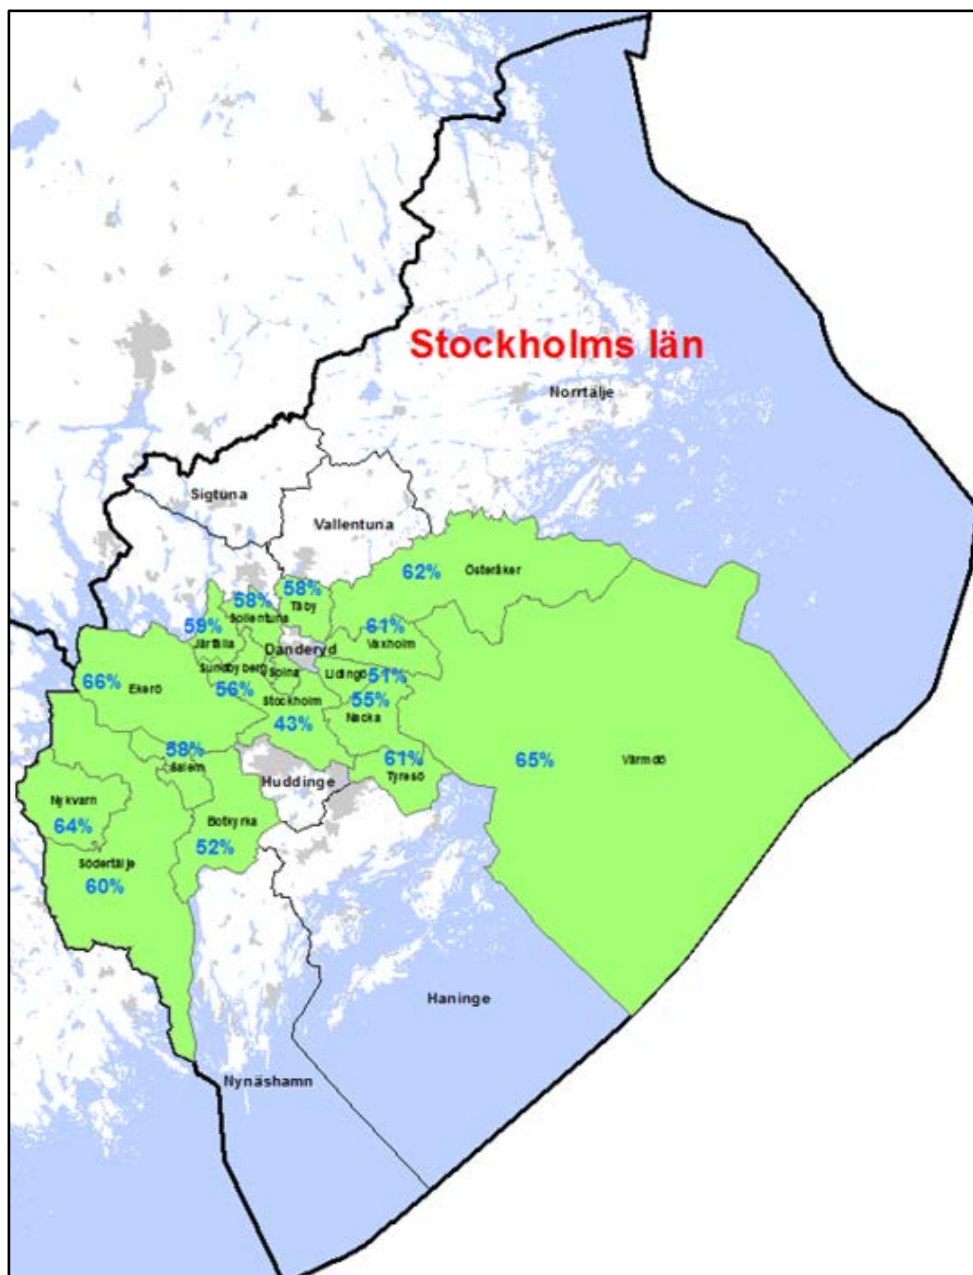 Stockholms län
Norrtälje
Sigtuna
Vallentuna
62% Österåker
58%
Täby
58%
Sollentuna
59%
Järfälla
61%
Vaxholm
Danderyd
Sundbyberg
Solna
Lidingö 51%
66% Ekerö
56%
Stockholm
43%
55%
Nacka
58%
Salem
61%
Tyresö
65% Värmdö
Huddinge
Nykvarn
64%
Botkyrka
52%
Södertälje
60%
Haninge
Nynäshamn